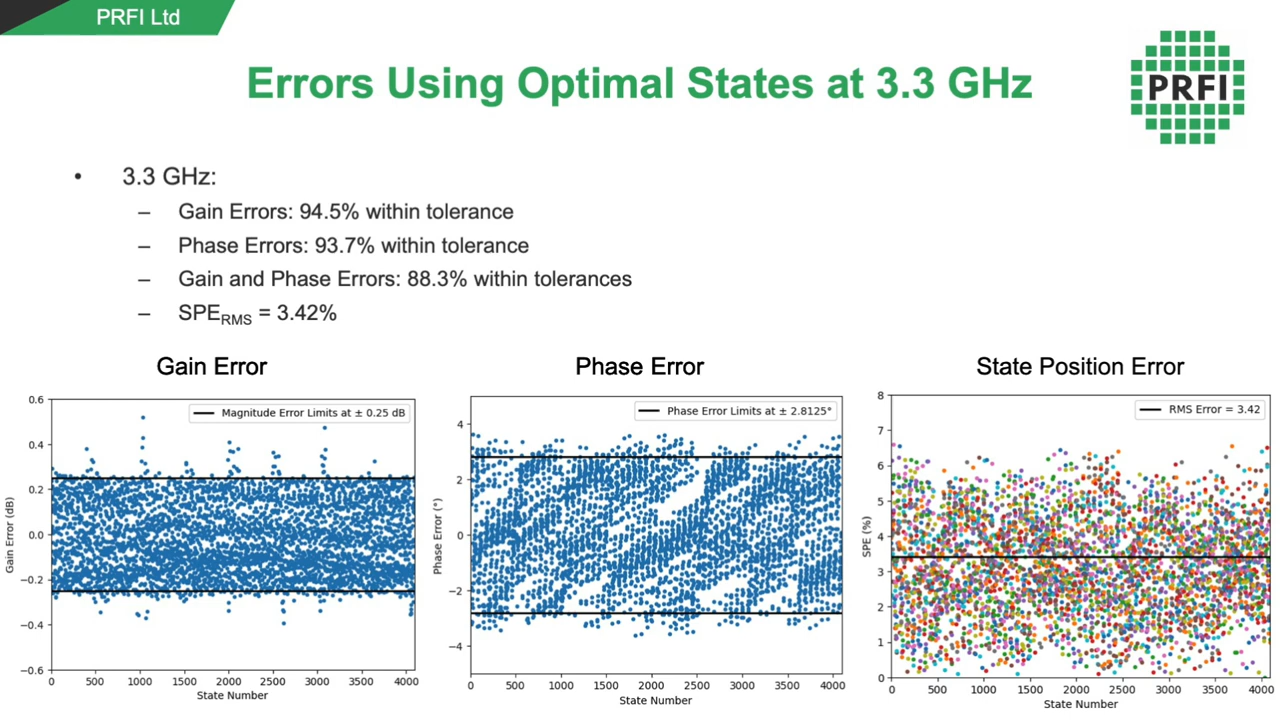 PRFI Ltd
Errors Using Optimal States at 3.3 GHz
PRFI
• 3.3 GHz:
– Gain Errors: 94.5% within tolerance
– Phase Errors: 93.7% within tolerance
– Gain and Phase Errors: 88.3% within tolerances
– SPERMS = 3.42%
Gain Error
Magnitude Error Limits at ± 0.25 dB
Gain Error (dB)
0.6
0.4
0.2
0.0
−0.2
−0.4
−0.6
0 500 1000 1500 2000 2500 3000 3500 4000
State Number
Phase Error
Phase Error Limits at ± 2.8125°
Phase Error (°)
4
2
0
−2
−4
0 500 1000 1500 2000 2500 3000 3500 4000
State Number
State Position Error
RMS Error = 3.42
SPE (%)
8
7
6
5
4
3
2
1
0
0 500 1000 1500 2000 2500 3000 3500 4000
State Number